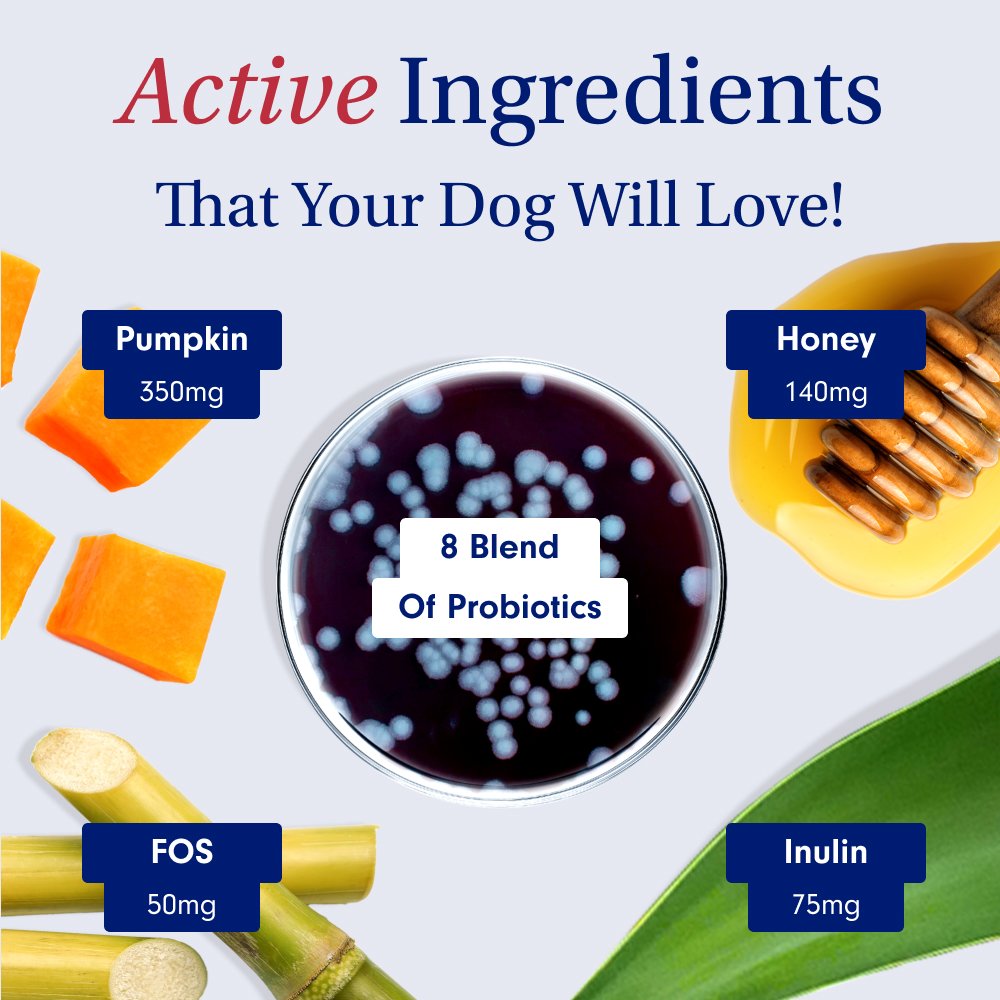 Active Ingredients
That Your Dog Will Love!
Pumpkin
350mg
Honey
140mg
8 Blend
Of Probiotics
FOS
50mg
Inulin
75mg